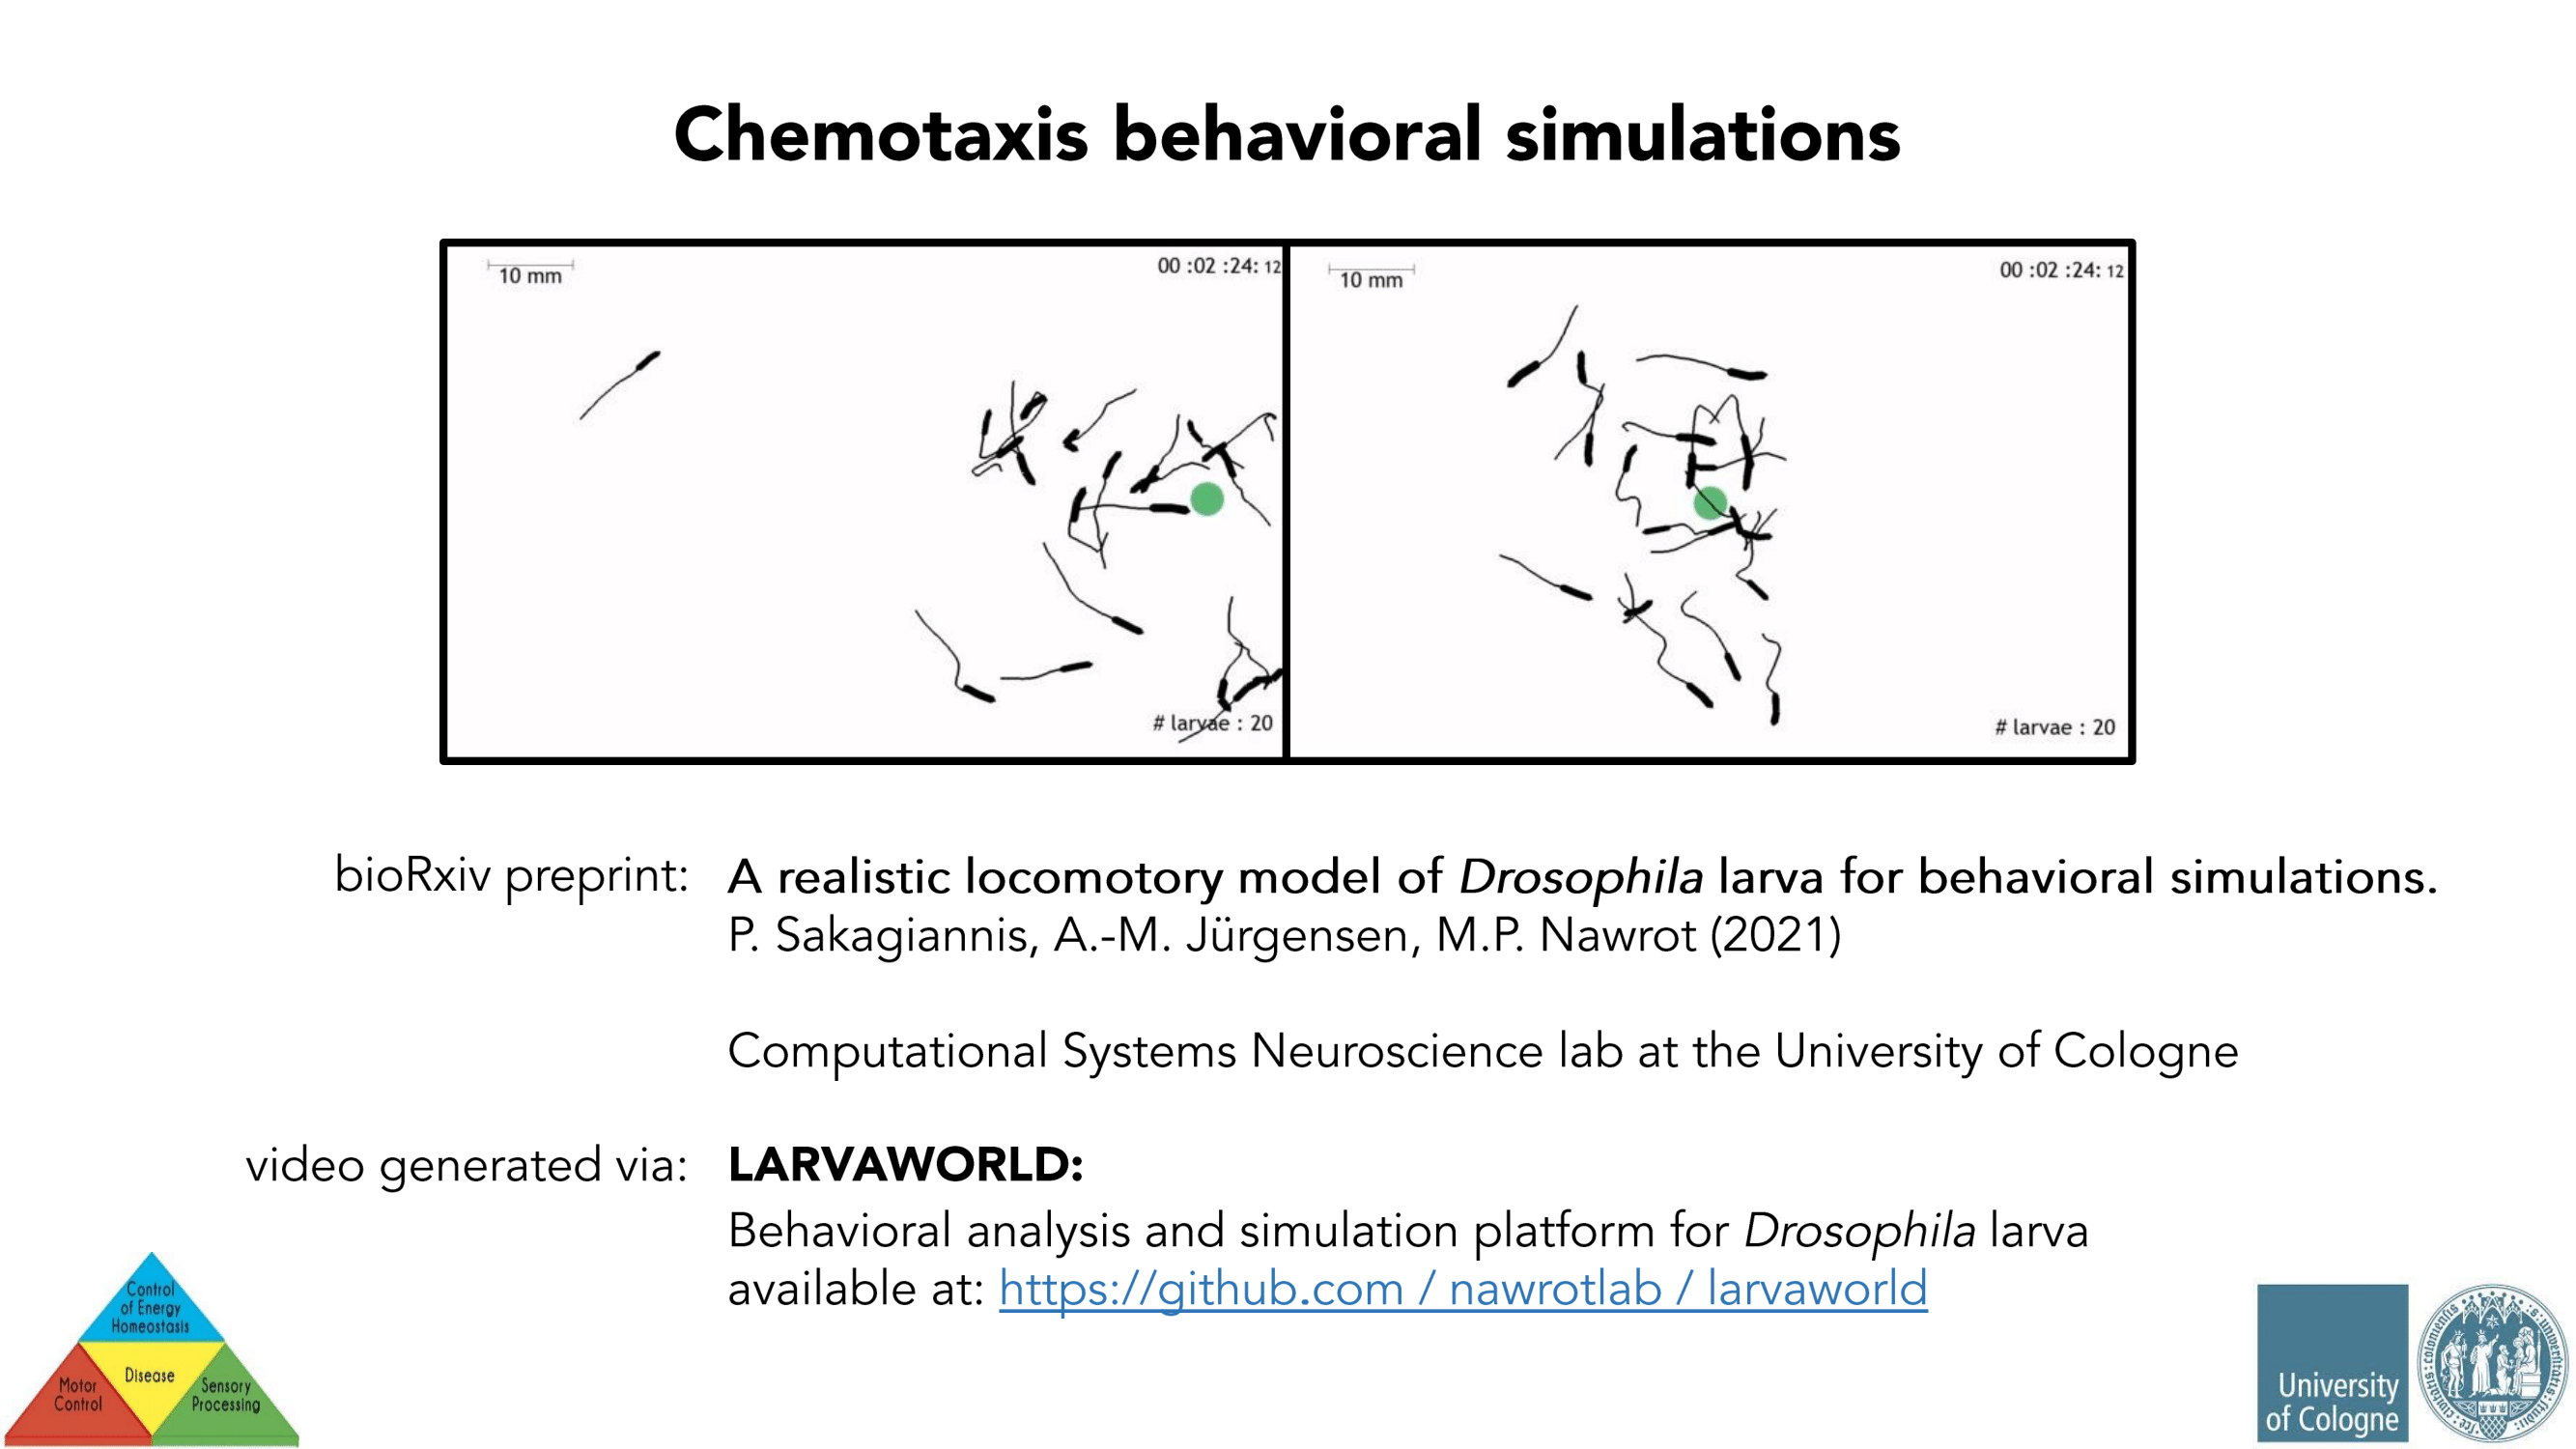 Chemotaxis behavioral simulations
10 mm
00 :02 :24: 12
# larvae : 20
10 mm
00 :02 :24: 12
# larvae : 20
bioRxiv preprint: A realistic locomotory model of Drosophila larva for behavioral simulations.
P. Sakagiannis, A.-M. Jürgensen, M.P. Nawrot (2021)
Computational Systems Neuroscience lab at the University of Cologne
video generated via: LARVAWORLD:
Behavioral analysis and simulation platform for Drosophila larva
available at: https://github.com / nawrotlab / larvaworld
Control
of Energy
Homeostasis
Disease
Motor
Control
Sensory
Processing
University
of Cologne